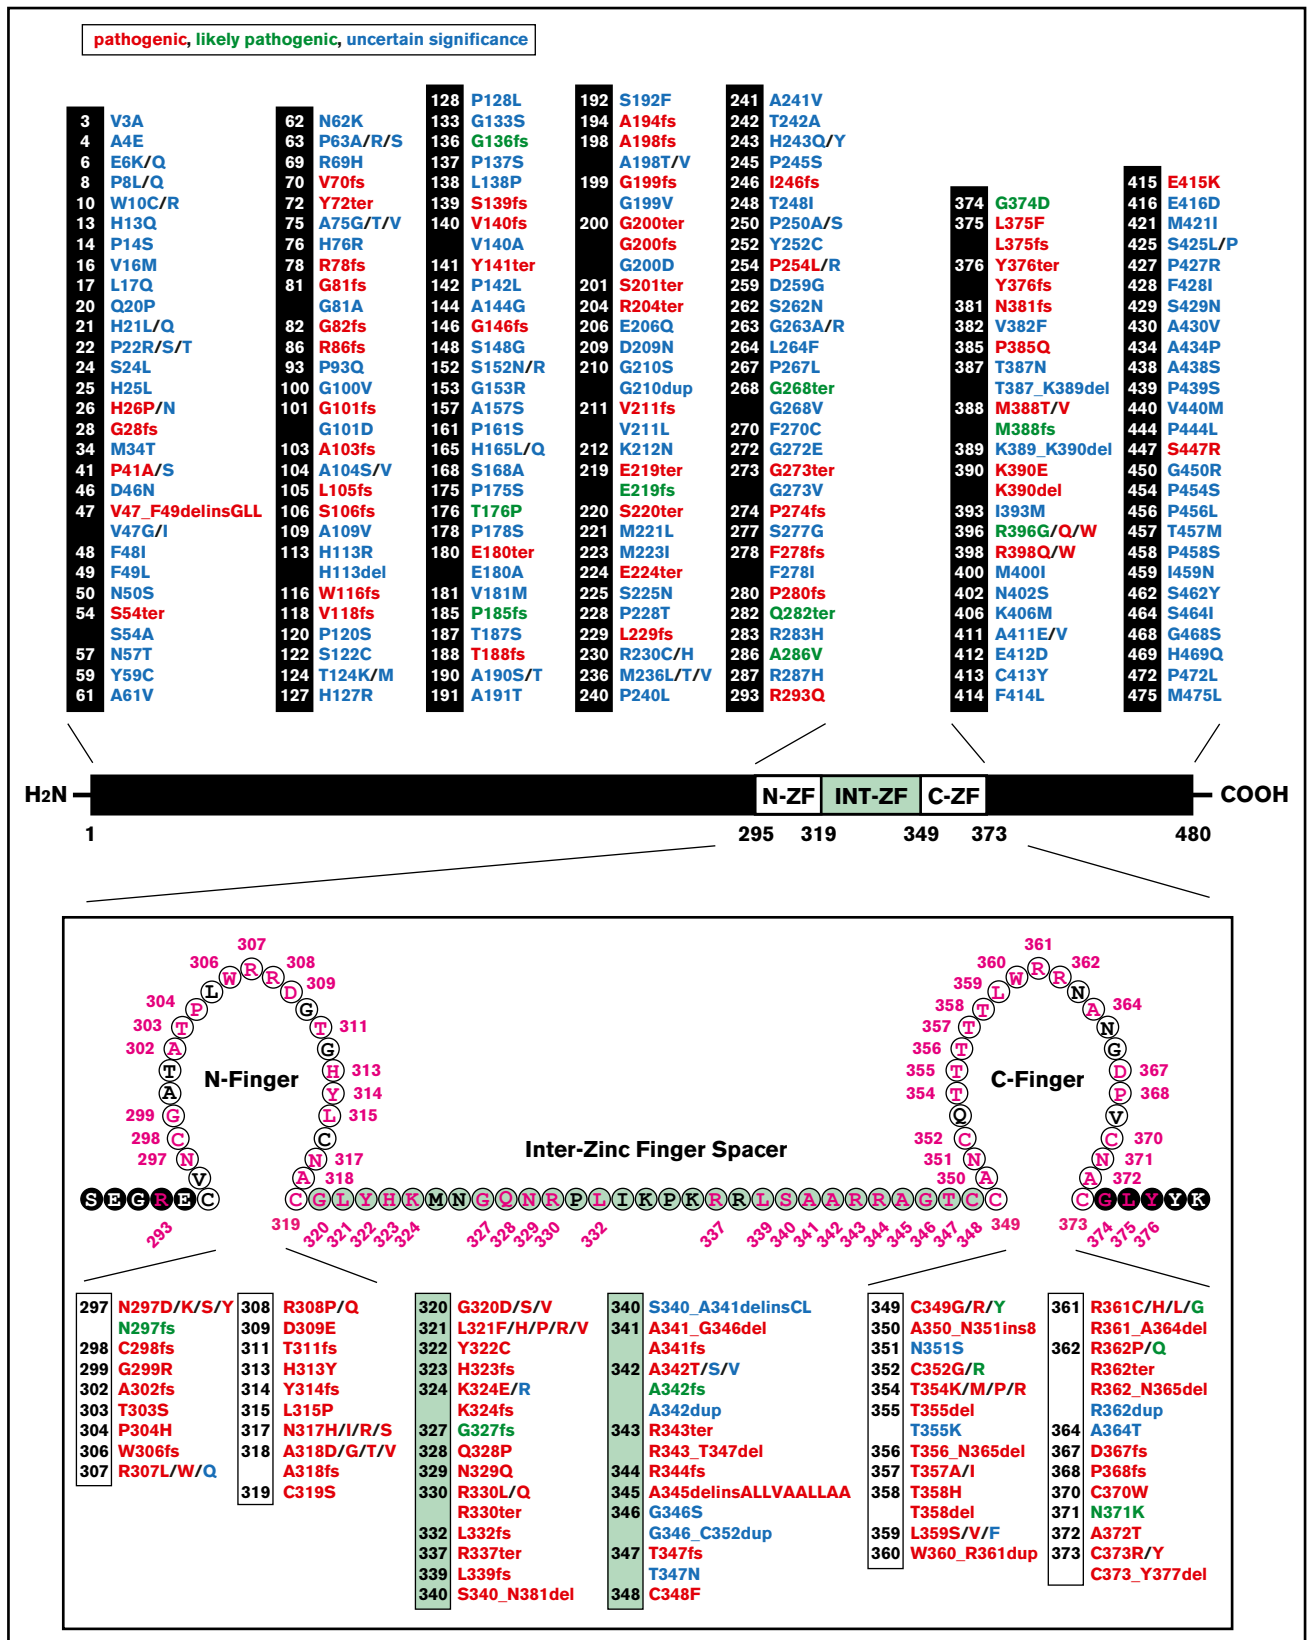 pathogenic, likely pathogenic, uncertain significance
3 V3A
4 A4E
6 E6K/Q
8 P8L/Q
10 W10C/R
13 H13Q
14 P14S
16 V16M
17 L17Q
20 Q20P
21 H21L/Q
22 P22R/S/T
24 S24L
25 H25L
26 H26P/N
28 G28fs
34 M34T
41 P41A/S
46 D46N
47 V47_F49delinsGLL
V47G/I
48 F48I
49 F49L
50 N50S
54 S54ter
S54A
57 N57T
59 Y59C
61 A61V
62 N62K
63 P63A/R/S
69 R69H
70 V70fs
72 Y72ter
75 A75G/T/V
76 H76R
78 R78fs
81 G81fs
G81A
82 G82fs
86 R86fs
93 P93Q
100 G100V
101 G101fs
G101D
103 A103fs
104 A104S/V
105 L105fs
106 S106fs
109 A109V
113 H113R
H113del
116 W116fs
118 V118fs
120 P120S
122 S122C
124 T124K/M
127 H127R
128 P128L
133 G133S
136 G136fs
137 P137S
138 L138P
139 S139fs
140 V140fs
V140A
141 Y141ter
142 P142L
144 A144G
146 G146fs
148 S148G
152 S152N/R
153 G153R
157 A157S
161 P161S
165 H165L/Q
168 S168A
175 P175S
176 T176P
178 P178S
180 E180ter
E180A
181 V181M
185 P185fs
187 T187S
188 T188fs
190 A190S/T
191 A191T
192 S192F
194 A194fs
198 A198fs
A198T/V
199 G199fs
G199V
200 G200ter
G200fs
G200D
201 S201ter
204 R204ter
206 E206Q
209 D209N
210 G210S
G210dup
211 V211fs
V211L
212 K212N
219 E219ter
E219fs
220 S220ter
221 M221L
223 M223I
224 E224ter
225 S225N
228 P228T
229 L229fs
230 R230C/H
236 M236L/T/V
240 P240L
241 A241V
242 T242A
243 H243Q/Y
245 P245S
246 I246fs
248 T248I
250 P250A/S
252 Y252C
254 P254L/R
259 D259G
262 S262N
263 G263A/R
264 L264F
267 P267L
268 G268ter
G268V
270 F270C
272 G272E
273 G273ter
G273V
274 P274fs
277 S277G
278 F278fs
F278I
280 P280fs
282 Q282ter
283 R283H
286 A286V
287 R287H
293 R293Q
374 G374D
375 L375F
L375fs
376 Y376ter
Y376fs
381 N381fs
382 V382F
385 P385Q
387 T387N
T387_K389del
388 M388T/V
M388fs
389 K389_K390del
390 K390E
K390del
393 I393M
396 R396G/Q/W
398 R398Q/W
400 M400I
402 N402S
406 K406M
411 A411E/V
412 E412D
413 C413Y
414 F414L
415 E415K
416 E416D
421 M421I
425 S425L/P
427 P427R
428 F428I
429 S429N
430 A430V
434 A434P
438 A438S
439 P439S
440 V440M
444 P444L
447 S447R
450 G450R
454 P454S
456 P456L
457 T457M
458 P458S
459 I459N
462 S462Y
464 S464I
468 G468S
469 H469Q
472 P472L
475 M475L
H2N N-ZF INT-ZF C-ZF COOH
1 295 319 349 373 480
N-Finger
C-Finger
Inter-Zinc Finger Spacer
S E G R E C V N C G A T A T P L W R R D G T G H Y L C N A C G L Y H K M N G Q N R P L I K P K R R L S A A R R A G T C C A N C Q T T T T T L W R R N A N G D P V C N A C G L Y Y K
293 297 298 299 302 303 304 306 307 308 309 311 313 314 315 317 318 319 320 321 322 323 324 327 328 329 330 332 337 339 340 341 342 343 344 345 346 347 348 349 350 351 352 354 355 356 357 358 359 360 361 362 364 367 368 370 371 372 373 374 375 376
297 N297D/K/S/Y
N297fs
298 C298fs
299 G299R
302 A302fs
303 T303S
304 P304H
306 W306fs
307 R307L/W/Q
308 R308P/Q
309 D309E
311 T311fs
313 H313Y
314 Y314fs
315 L315P
317 N317H/I/R/S
318 A318D/G/T/V
A318fs
319 C319S
320 G320D/S/V
321 L321F/H/P/R/V
322 Y322C
323 H323fs
324 K324E/R
K324fs
327 G327fs
328 Q328P
329 N329Q
330 R330L/Q
R330ter
332 L332fs
337 R337ter
339 L339fs
340 S340_N381del
340 S340_A341delinsCL
341 A341_G346del
A341fs
342 A342T/S/V
A342fs
A342dup
343 R343ter
R343_T347del
344 R344fs
345 A345delinsALLVAALLAA
346 G346S
G346_C352dup
347 T347fs
T347N
348 C348F
349 C349G/R/Y
350 A350_N351ins8
351 N351S
352 C352G/R
354 T354K/M/P/R
355 T355del
T355K
356 T356_N365del
357 T357A/I
358 T358H
T358del
359 L359S/V/F
360 W360_R361dup
361 R361C/H/L/G
R361_A364del
362 R362P/Q
R362ter
R362_N365del
R362dup
364 A364T
367 D367fs
368 P368fs
370 C370W
371 N371K
372 A372T
373 C373R/Y
C373_Y377del